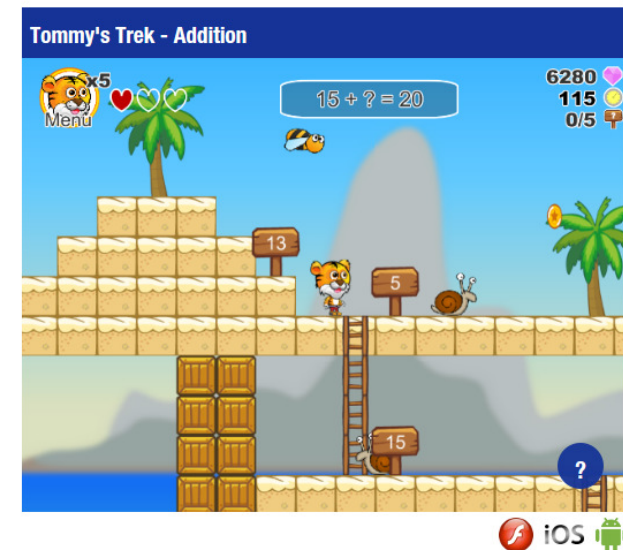 Tommy's Trek - Addition
x5
Menu
15 + ? = 20
6280
115
0/5
?
13
5
15
?
iOS